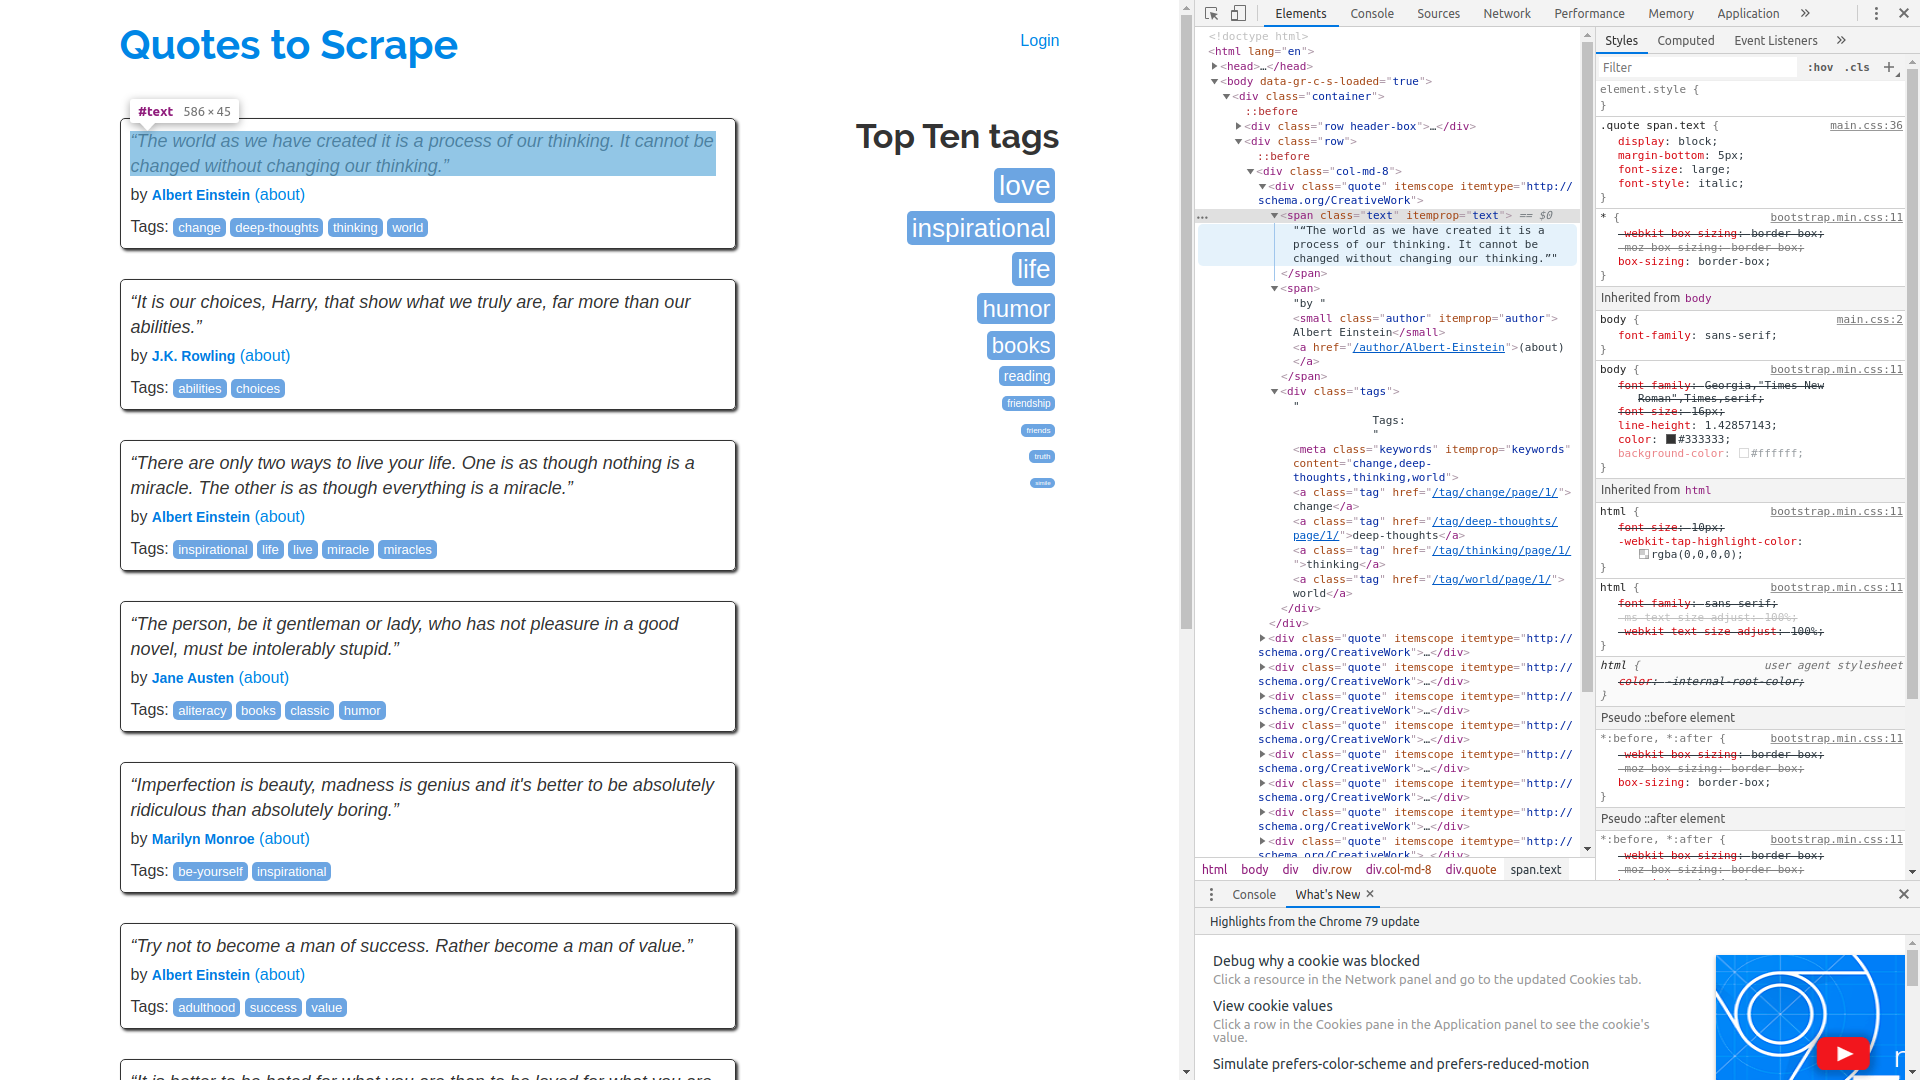 Quotes to Scrape
Login
#text 586 × 45
“The world as we have created it is a process of our thinking. It cannot be
changed without changing our thinking.”
by Albert Einstein (about)
Tags: change deep-thoughts thinking world
“It is our choices, Harry, that show what we truly are, far more than our
abilities.”
by J.K. Rowling (about)
Tags: abilities choices
“There are only two ways to live your life. One is as though nothing is a
miracle. The other is as though everything is a miracle.”
by Albert Einstein (about)
Tags: inspirational life live miracle miracles
“The person, be it gentleman or lady, who has not pleasure in a good
novel, must be intolerably stupid.”
by Jane Austen (about)
Tags: aliteracy books classic humor
“Imperfection is beauty, madness is genius and it's better to be absolutely
ridiculous than absolutely boring.”
by Marilyn Monroe (about)
Tags: be-yourself inspirational
“Try not to become a man of success. Rather become a man of value.”
by Albert Einstein (about)
Tags: adulthood success value
“It is better to be hated for what you are than to be loved for what you are
Top Ten tags
love
inspirational
life
humor
books
reading
friendship
friends
truth
simile
Elements Console Sources Network Performance Memory Application »
<!doctype html>
<html lang="en">
<head>…</head>
<body data-gr-c-s-loaded="true">
<div class="container">
::before
<div class="row header-box">…</div>
<div class="row">
::before
<div class="col-md-8">
<div class="quote" itemscope itemtype="http://
schema.org/CreativeWork">
<span class="text" itemprop="text"> == $0
"“The world as we have created it is a
process of our thinking. It cannot be
changed without changing our thinking.”"
</span>
<span>
"by "
<small class="author" itemprop="author">
Albert Einstein</small>
<a href="/author/Albert-Einstein">(about)
</a>
</span>
<div class="tags">
"
Tags:
"
<meta class="keywords" itemprop="keywords"
content="change,deep-
thoughts,thinking,world">
<a class="tag" href="/tag/change/page/1/">
change</a>
<a class="tag" href="/tag/deep-thoughts/
page/1/">deep-thoughts</a>
<a class="tag" href="/tag/thinking/page/1/
">thinking</a>
<a class="tag" href="/tag/world/page/1/">
world</a>
</div>
</div>
<div class="quote" itemscope itemtype="http://
schema.org/CreativeWork">…</div>
<div class="quote" itemscope itemtype="http://
schema.org/CreativeWork">…</div>
<div class="quote" itemscope itemtype="http://
schema.org/CreativeWork">…</div>
<div class="quote" itemscope itemtype="http://
schema.org/CreativeWork">…</div>
<div class="quote" itemscope itemtype="http://
schema.org/CreativeWork">…</div>
<div class="quote" itemscope itemtype="http://
schema.org/CreativeWork">…</div>
<div class="quote" itemscope itemtype="http://
schema.org/CreativeWork">…</div>
<div class="quote" itemscope itemtype="http://
schema.org/CreativeWork">…</div>
html body div div.row div.col-md-8 div.quote span.text
Styles Computed Event Listeners »
Filter :hov .cls +
element.style {
}
.quote span.text { main.css:36
display: block;
margin-bottom: 5px;
font-size: large;
font-style: italic;
}
* { bootstrap.min.css:11
-webkit-box-sizing: border-box;
-moz-box-sizing: border-box;
box-sizing: border-box;
}
Inherited from body
body { main.css:2
font-family: sans-serif;
}
body { bootstrap.min.css:11
font-family: Georgia,"Times New
Roman",Times,serif;
font-size: 16px;
line-height: 1.42857143;
color: #333333;
background-color: #ffffff;
}
Inherited from html
html { bootstrap.min.css:11
font-size: 10px;
-webkit-tap-highlight-color:
rgba(0,0,0,0);
}
html { bootstrap.min.css:11
font-family: sans-serif;
-ms-text-size-adjust: 100%;
-webkit-text-size-adjust: 100%;
}
html { user agent stylesheet
color: -internal-root-color;
}
Pseudo ::before element
*:before, *:after { bootstrap.min.css:11
-webkit-box-sizing: border-box;
-moz-box-sizing: border-box;
box-sizing: border-box;
}
Pseudo ::after element
*:before, *:after { bootstrap.min.css:11
-webkit-box-sizing: border-box;
-moz-box-sizing: border-box;
Console What's New ×
Highlights from the Chrome 79 update
Debug why a cookie was blocked
Click a resource in the Network panel and go to the updated Cookies tab.
View cookie values
Click a row in the Cookies pane in the Application panel to see the cookie's
value.
Simulate prefers-color-scheme and prefers-reduced-motion